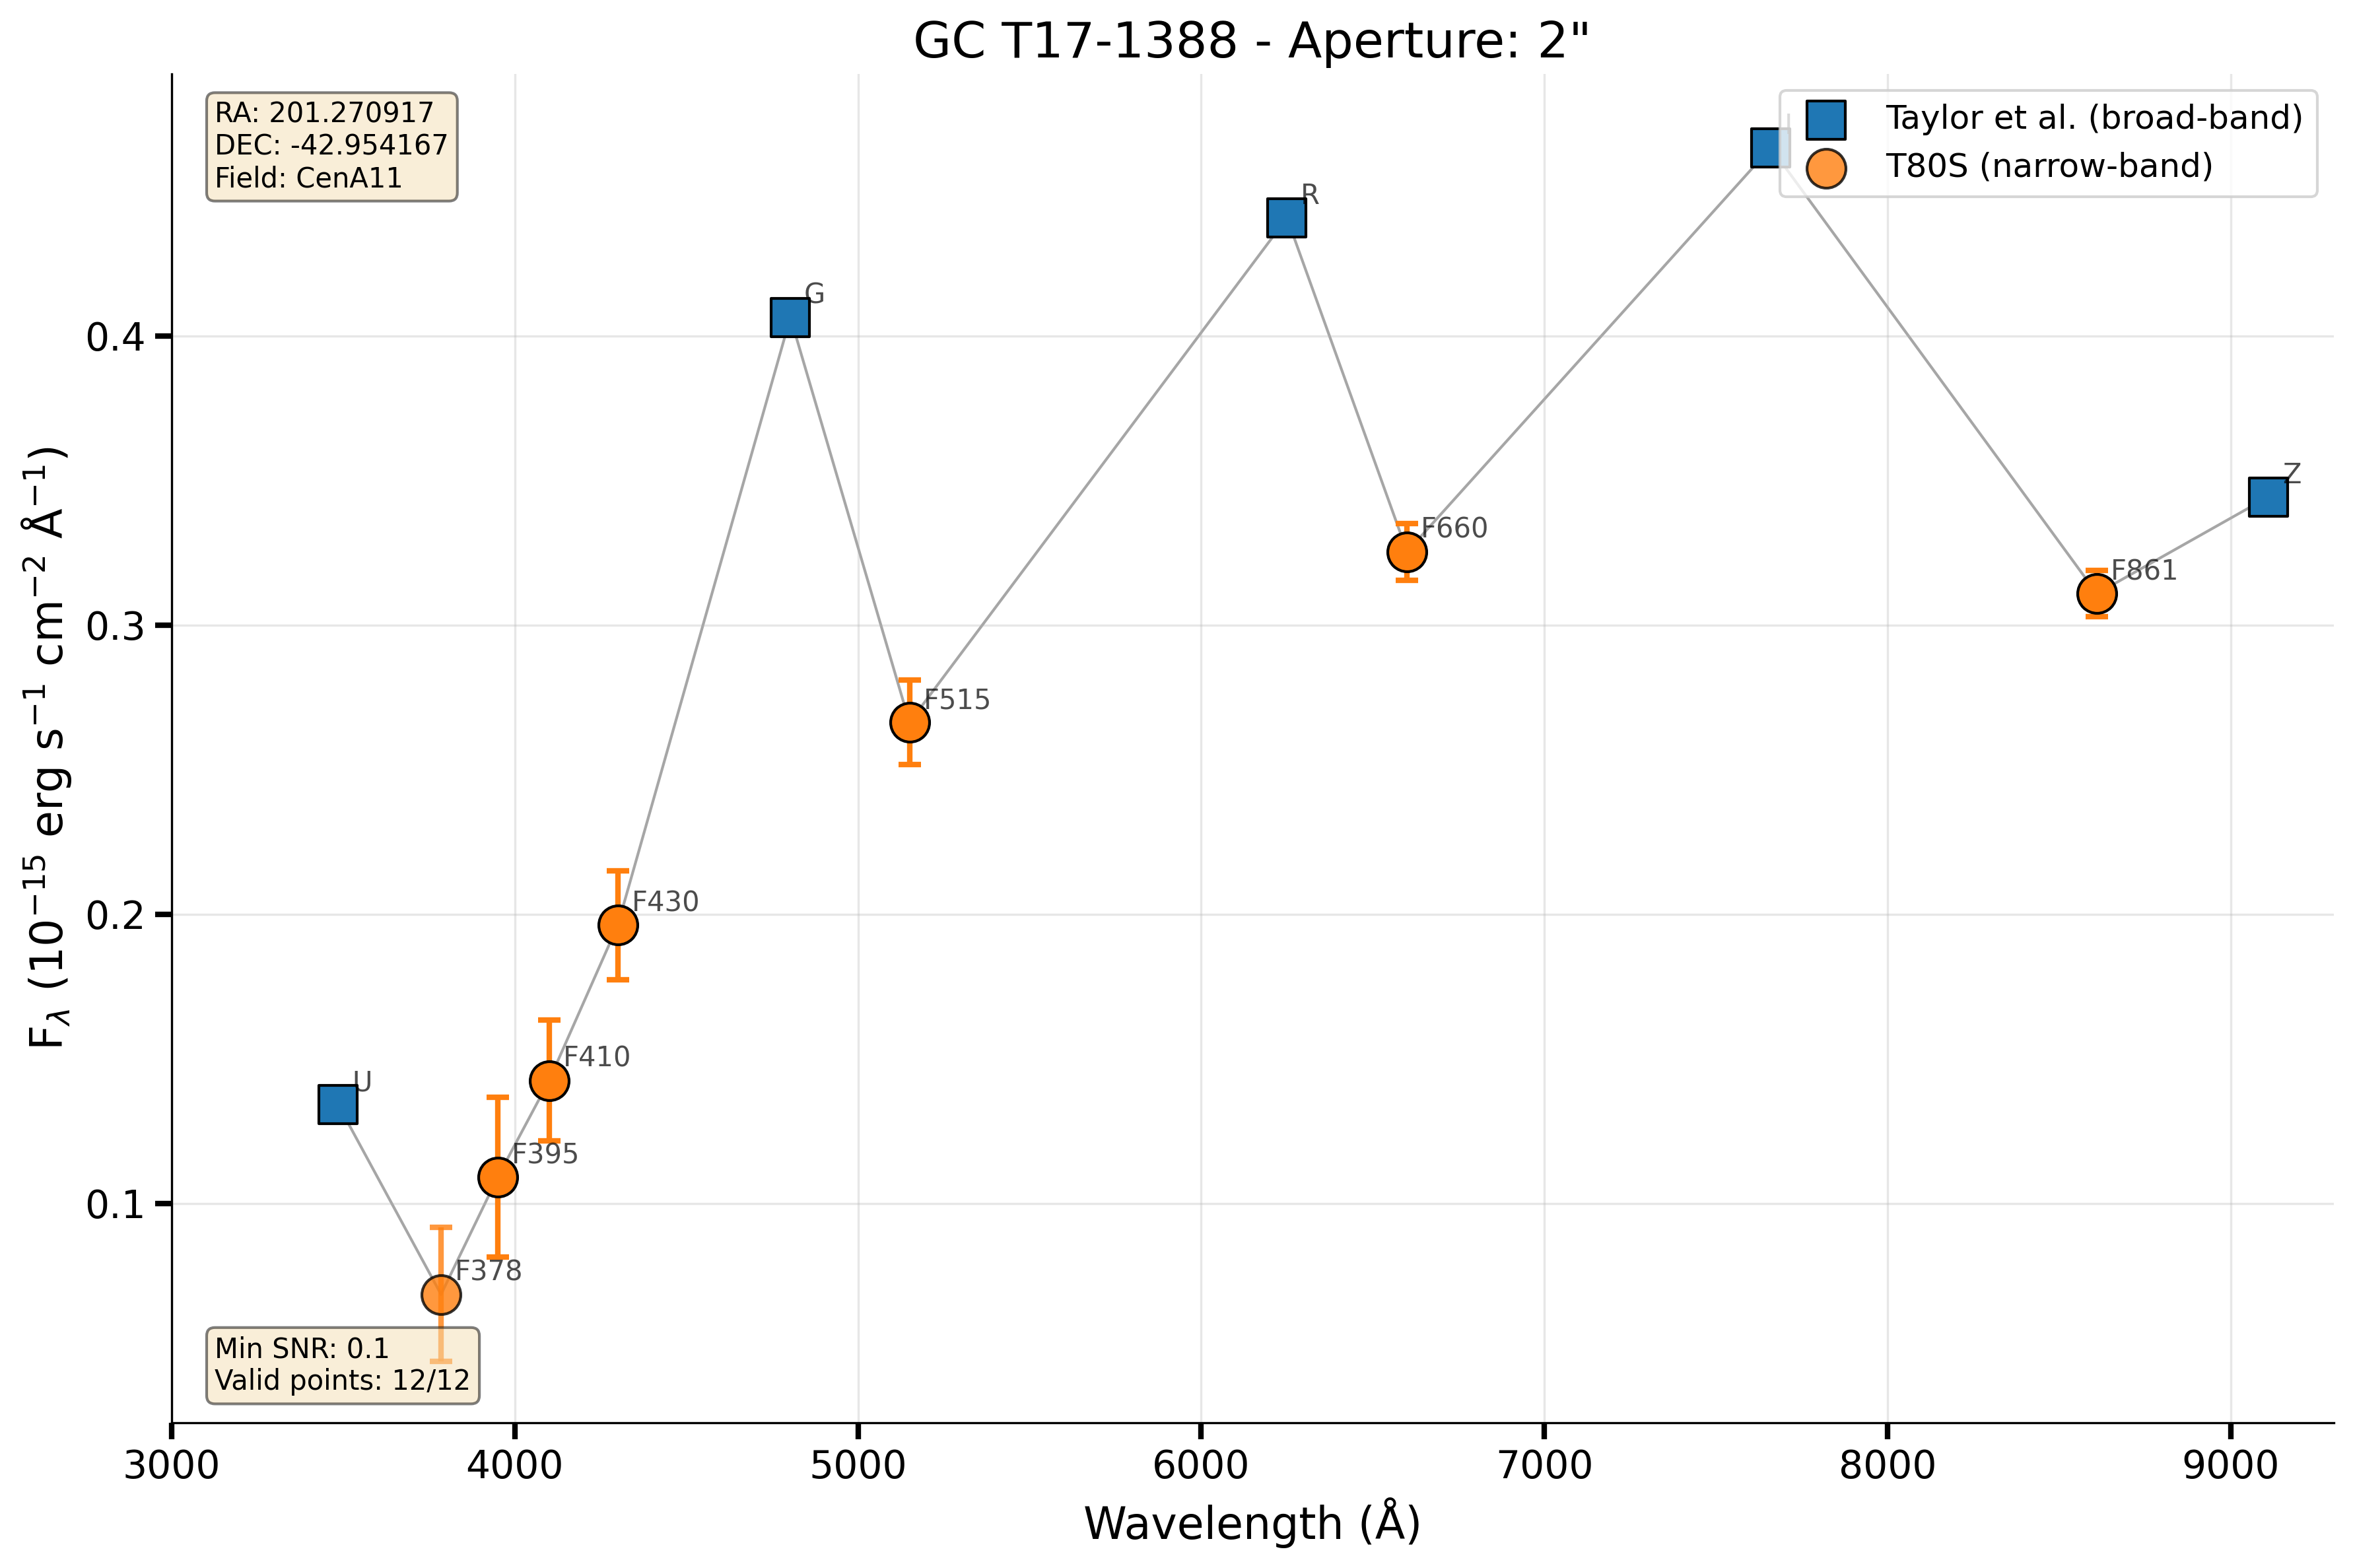 GC T17-1388 - Aperture: 2"
RA: 201.270917
DEC: -42.954167
Field: CenA11
Taylor et al. (broad-band)
T80S (narrow-band)
R
G
Z
F660
F861
F515
F430
U
F410
F395
F378
Min SNR: 0.1
Valid points: 12/12
0.4
0.3
0.2
0.1
F_λ (10⁻¹⁵ erg s⁻¹ cm⁻² Å⁻¹)
3000 4000 5000 6000 7000 8000 9000
Wavelength (Å)